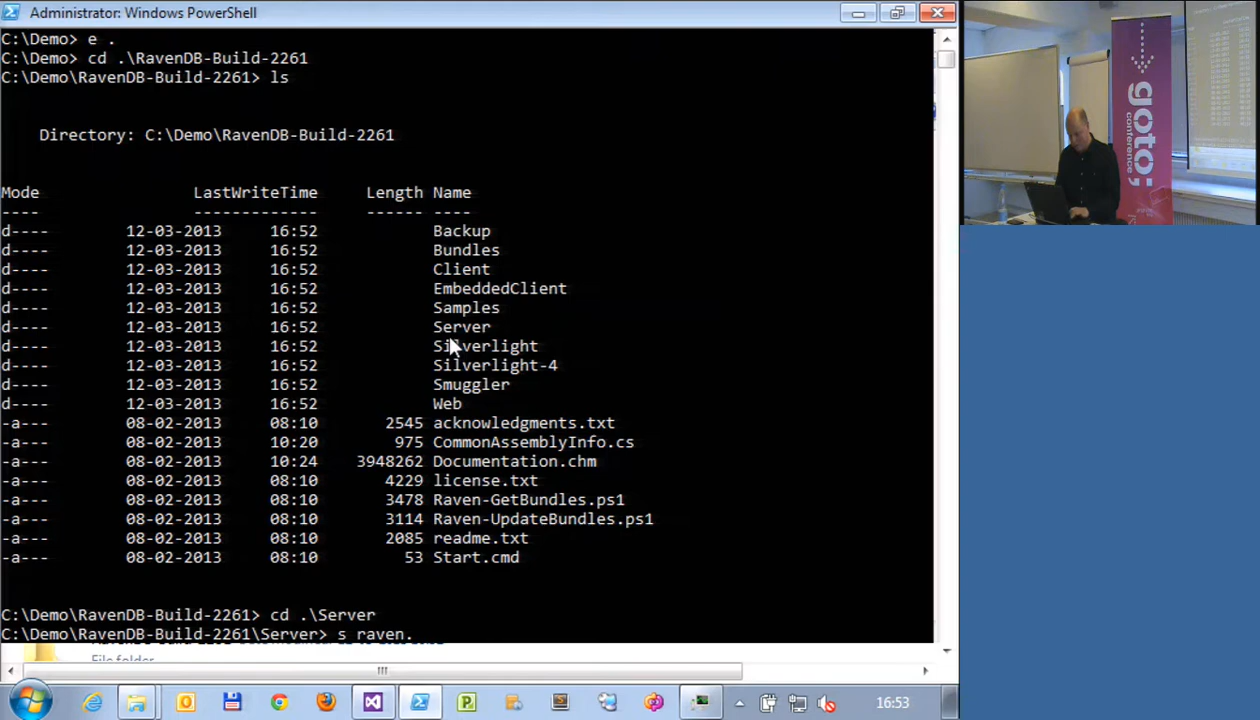 Administrator: Windows PowerShell
C:\Demo> e .
C:\Demo> cd .\RavenDB-Build-2261
C:\Demo\RavenDB-Build-2261> ls
Directory: C:\Demo\RavenDB-Build-2261
Mode LastWriteTime Length Name
---- ------------- ------ ----
d---- 12-03-2013 16:52 Backup
d---- 12-03-2013 16:52 Bundles
d---- 12-03-2013 16:52 Client
d---- 12-03-2013 16:52 EmbeddedClient
d---- 12-03-2013 16:52 Samples
d---- 12-03-2013 16:52 Server
d---- 12-03-2013 16:52 Silverlight
d---- 12-03-2013 16:52 Silverlight-4
d---- 12-03-2013 16:52 Smuggler
d---- 12-03-2013 16:52 Web
-a--- 08-02-2013 08:10 2545 acknowledgments.txt
-a--- 08-02-2013 10:20 975 CommonAssemblyInfo.cs
-a--- 08-02-2013 10:24 3948262 Documentation.chm
-a--- 08-02-2013 08:10 4229 license.txt
-a--- 08-02-2013 08:10 3478 Raven-GetBundles.ps1
-a--- 08-02-2013 08:10 3114 Raven-UpdateBundles.ps1
-a--- 08-02-2013 08:10 2085 readme.txt
-a--- 08-02-2013 08:10 53 Start.cmd
C:\Demo\RavenDB-Build-2261> cd .\Server
C:\Demo\RavenDB-Build-2261\Server> s raven.
File folder
16:53
goto;
conference